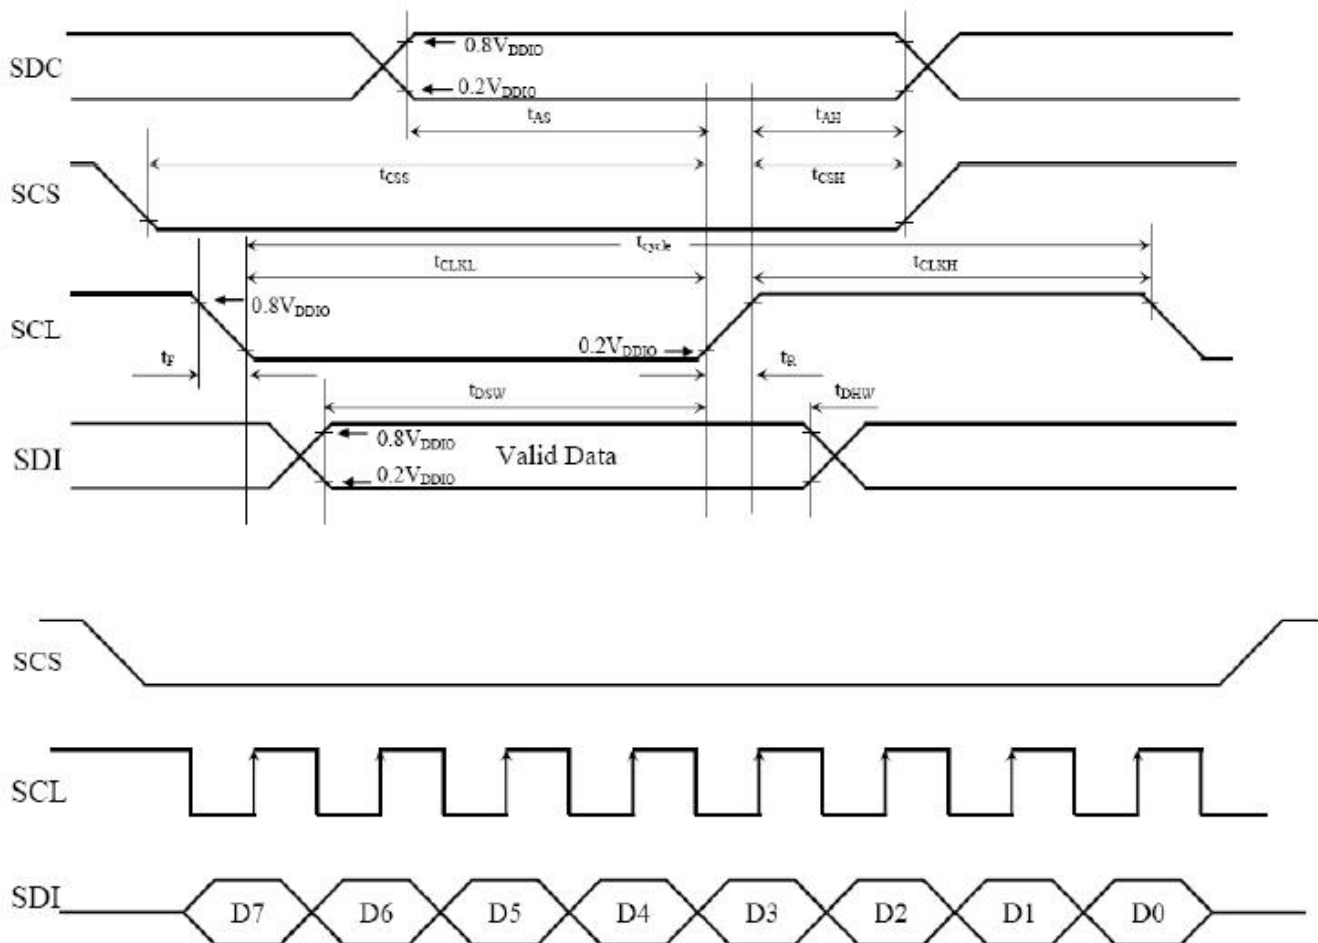 SDC
0.8VDDIO
0.2VDDIO
tAS
tAH
SCS
tCSS
tCSH
tcycle
tCLKL
tCLKH
SCL
0.8VDDIO
0.2VDDIO
tF
tR
tDSW
tDHW
SDI
0.8VDDIO
Valid Data
0.2VDDIO
SCS
SCL
SDI
D7 D6 D5 D4 D3 D2 D1 D0